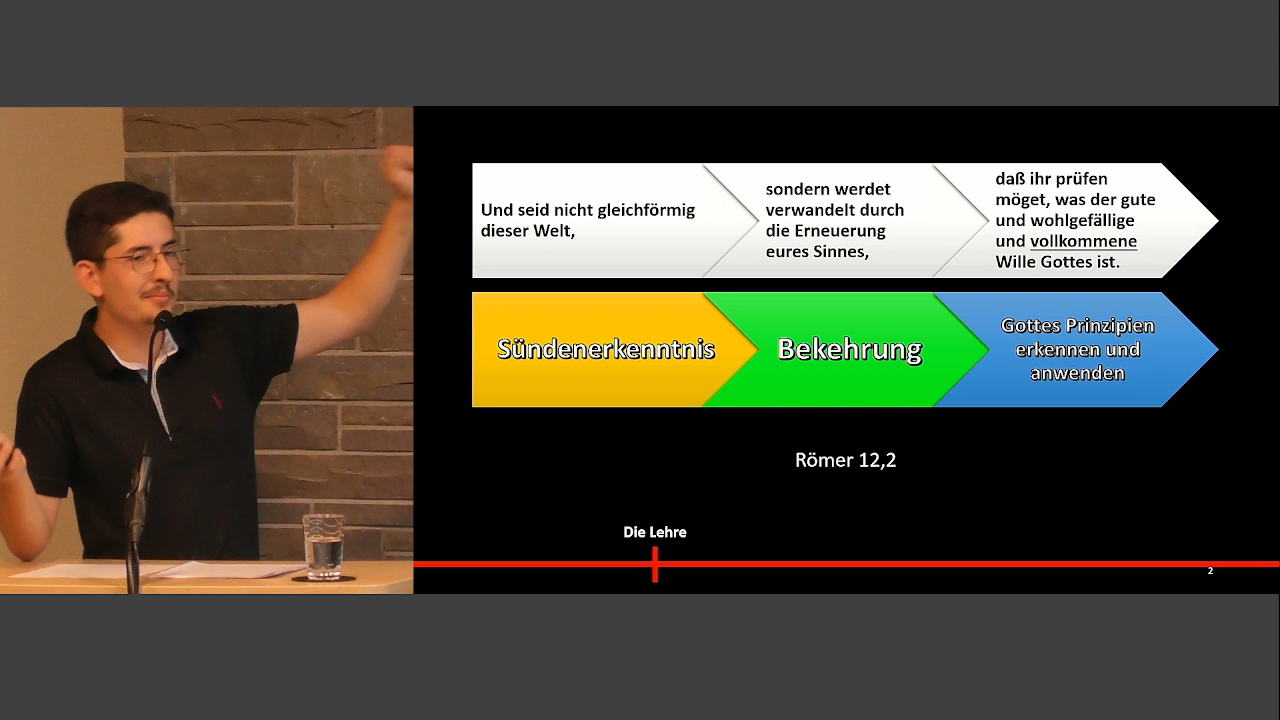 Und seid nicht gleichförmig
dieser Welt,
sondern werdet
verwandelt durch
die Erneuerung
eures Sinnes,
daß ihr prüfen
möget, was der gute
und wohlgefällige
und vollkommene
Wille Gottes ist.
Sündenerkenntnis
Bekehrung
Gottes Prinzipien
erkennen und
anwenden
Römer 12,2
Die Lehre
2